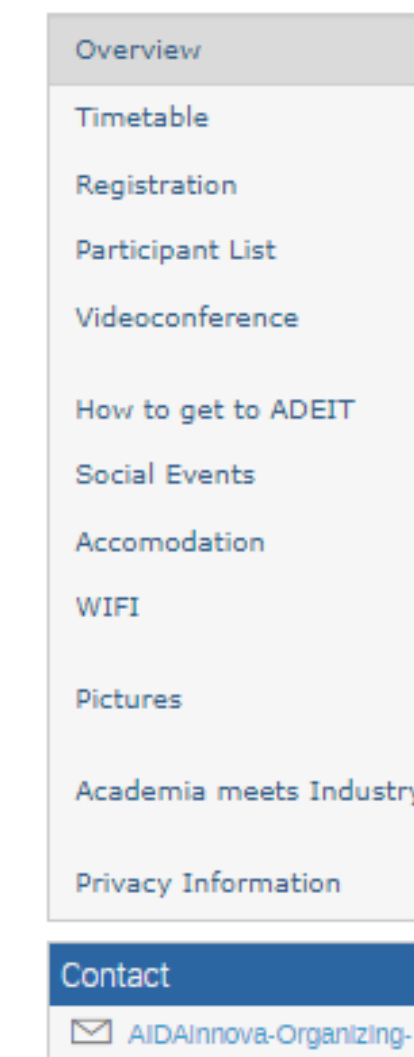 Overview
Timetable
Registration
Participant List
Videoconference
How to get to ADEIT
Social Events
Accomodation
WIFI
Pictures
Academia meets Industry
Privacy Information
Contact
AIDAInnova-Organizing-